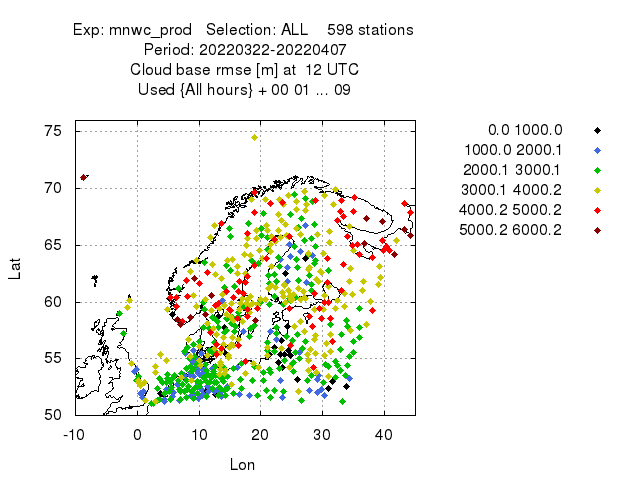 Exp: mnwc_prod   Selection: ALL    598 stations
Period: 20220322-20220407
Cloud base rmse [m] at  12 UTC
Used {All hours} + 00 01 ... 09
0.0 1000.0
1000.0 2000.1
2000.1 3000.1
3000.1 4000.2
4000.2 5000.2
5000.2 6000.2
75
70
65
60
55
50
Lat
-10 0 10 20 30 40
Lon